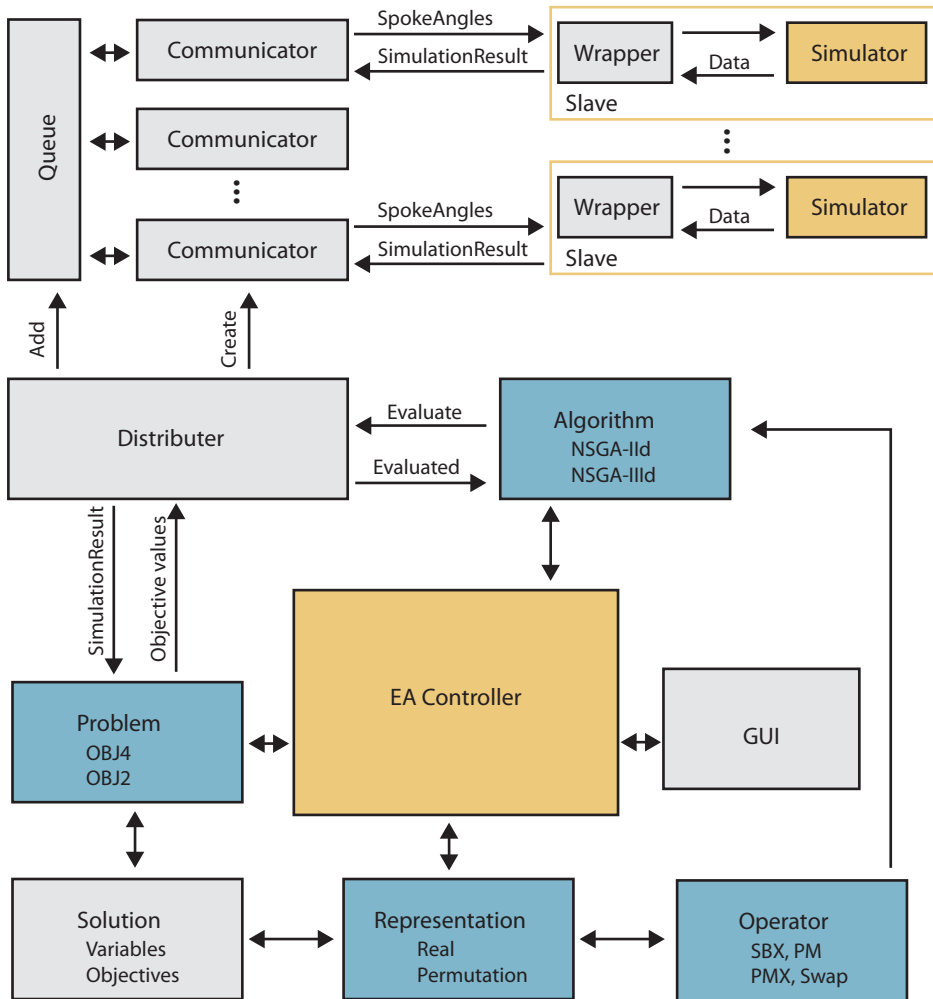 Queue
Communicator
SpokeAngles
SimulationResult
Wrapper
Data
Simulator
Slave
Communicator
Communicator
SpokeAngles
SimulationResult
Wrapper
Data
Simulator
Slave
Add
Create
Distributer
Evaluate
Evaluated
Algorithm
NSGA-IId
NSGA-IIId
SimulationResult
Objective values
EA Controller
Problem
OBJ4
OBJ2
GUI
Solution
Variables
Objectives
Representation
Real
Permutation
Operator
SBX, PM
PMX, Swap